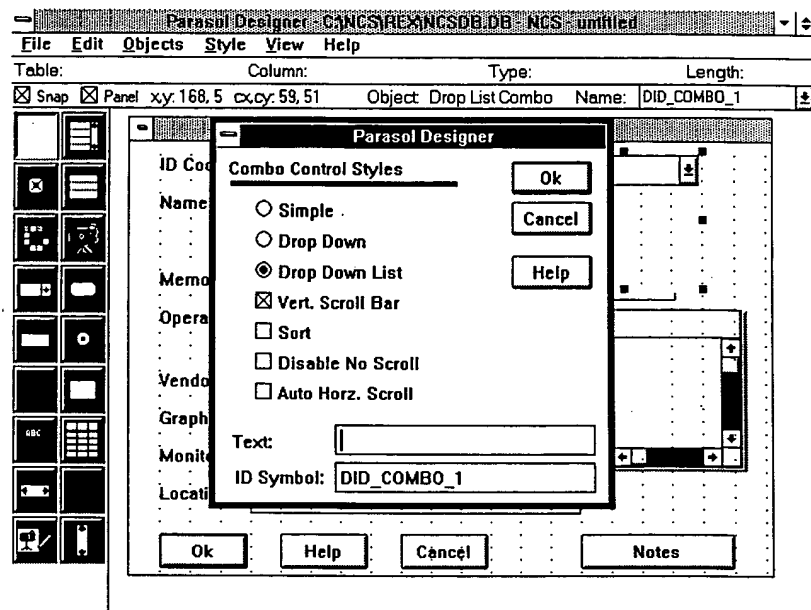 Parasol Designer - C:\NCS\REX\NCSDB.DB - NCS - untitled
File Edit Objects Style View Help
Table: Column: Type: Length:
Snap Panel x,y: 168, 5 cx,cy: 59, 51 Object: Drop List Combo Name: DID_COMBO_1
Parasol Designer
ID Cod
Combo Control Styles
Ok
Name
Simple
Cancel
Drop Down
Memo
Drop Down List
Help
Vert. Scroll Bar
Opera
Sort
Disable No Scroll
Vendo
Auto Horz. Scroll
Graph
Text:
Monito
ID Symbol: DID_COMBO_1
Locati
ABC
Ok Help Cancel Notes